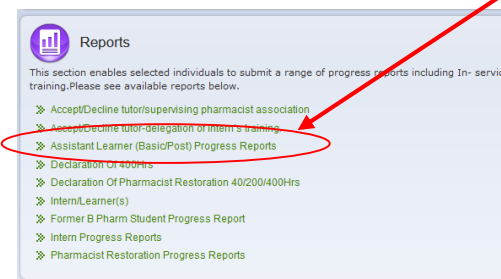 Reports
This section enables selected individuals to submit a range of progress reports including In- servic
training.Please see available reports below.
Accept/Decline tutor/supervising pharmacist association
Accept/Decline tutor-delegation of intern's training
Assistant Learner (Basic/Post) Progress Reports
Declaration Of 400Hrs
Declaration Of Pharmacist Restoration 40/200/400Hrs
Intern/Learner(s)
Former B Pharm Student Progress Report
Intern Progress Reports
Pharmacist Restoration Progress Reports